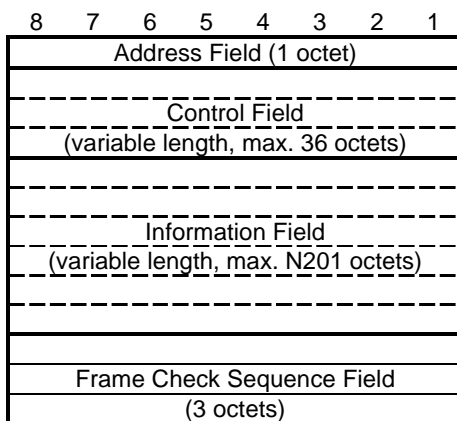 8 7 6 5 4 3 2 1
Address Field (1 octet)
Control Field
(variable length, max. 36 octets)
Information Field
(variable length, max. N201 octets)
Frame Check Sequence Field
(3 octets)